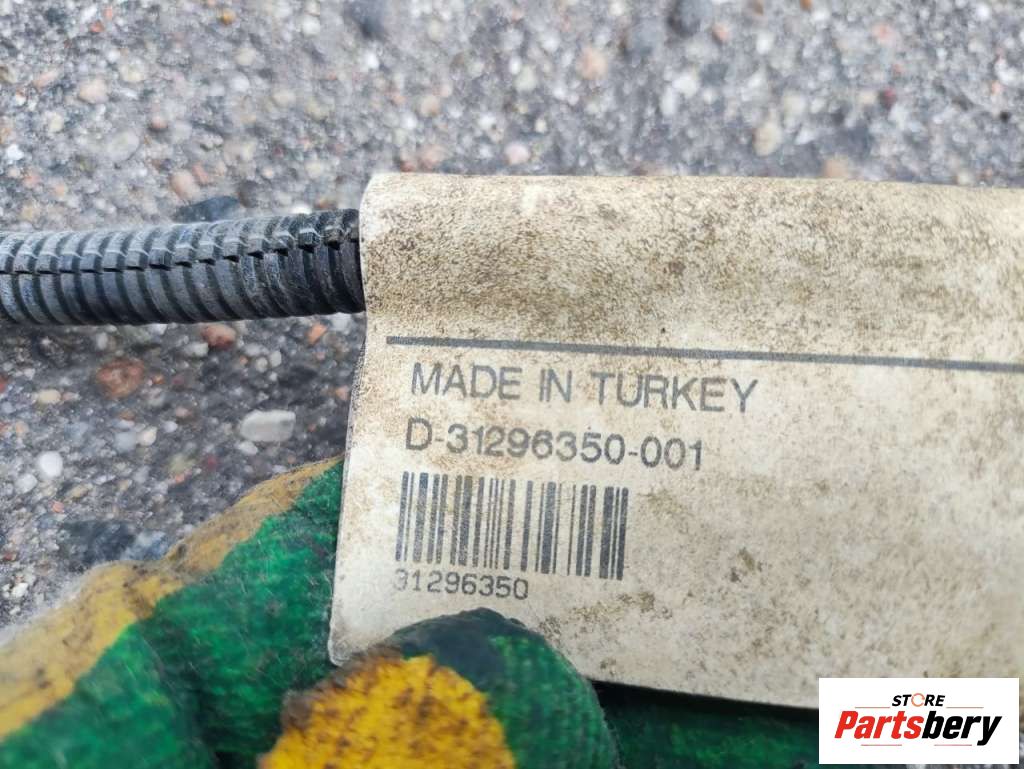 MADE IN TURKEY
D-31296350-001
31296350
STORE
Partsbery